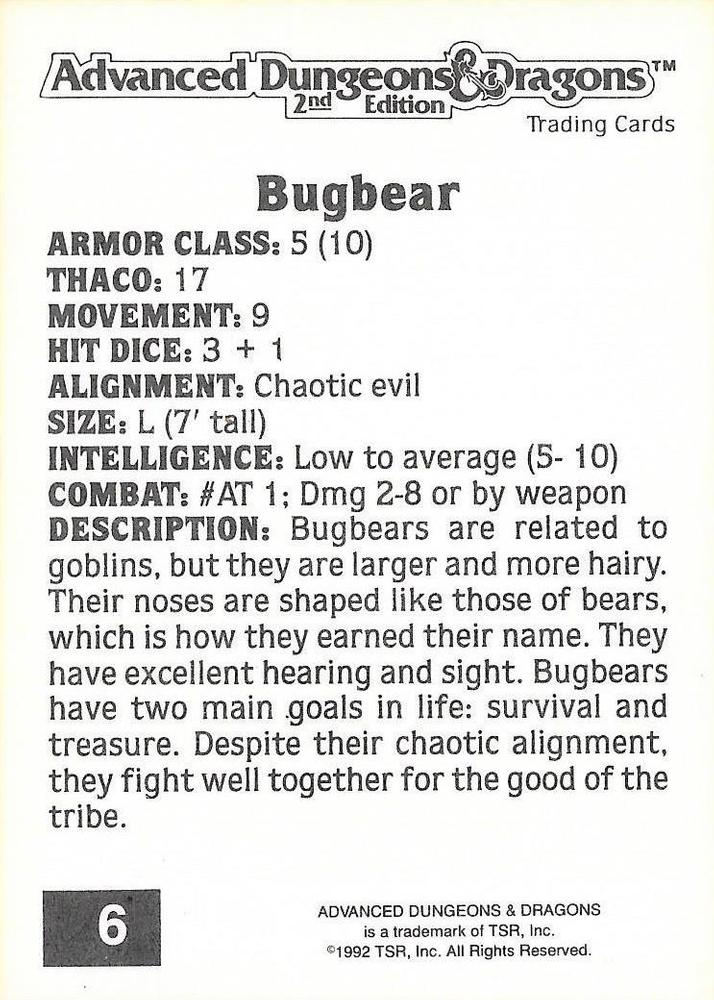 Advanced Dungeons & Dragons™
2nd Edition
Trading Cards
Bugbear
ARMOR CLASS: 5 (10)
THACO: 17
MOVEMENT: 9
HIT DICE: 3 + 1
ALIGNMENT: Chaotic evil
SIZE: L (7' tall)
INTELLIGENCE: Low to average (5- 10)
COMBAT: #AT 1; Dmg 2-8 or by weapon
DESCRIPTION: Bugbears are related to
goblins, but they are larger and more hairy.
Their noses are shaped like those of bears,
which is how they earned their name. They
have excellent hearing and sight. Bugbears
have two main goals in life: survival and
treasure. Despite their chaotic alignment,
they fight well together for the good of the
tribe.
6
ADVANCED DUNGEONS & DRAGONS
is a trademark of TSR, Inc.
©1992 TSR, Inc. All Rights Reserved.